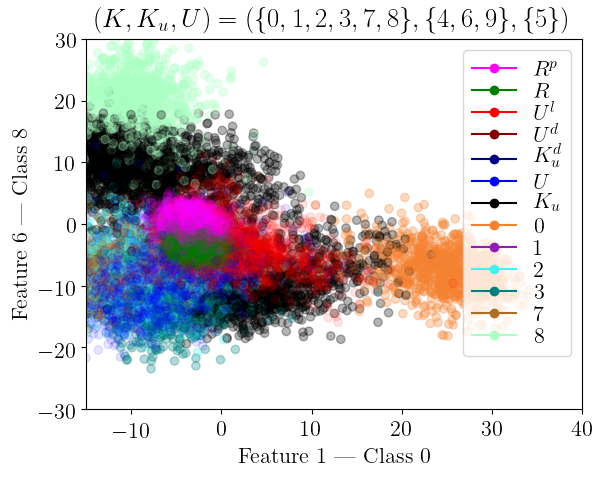 (K, K_u, U) = ({0, 1, 2, 3, 7, 8}, {4, 6, 9}, {5})
30
20
10
0
−10
−20
−30
Feature 6 — Class 8
−10
0
10
20
30
40
Feature 1 — Class 0
R^p
R
U^l
U^d
K_u^d
U
K_u
0
1
2
3
7
8